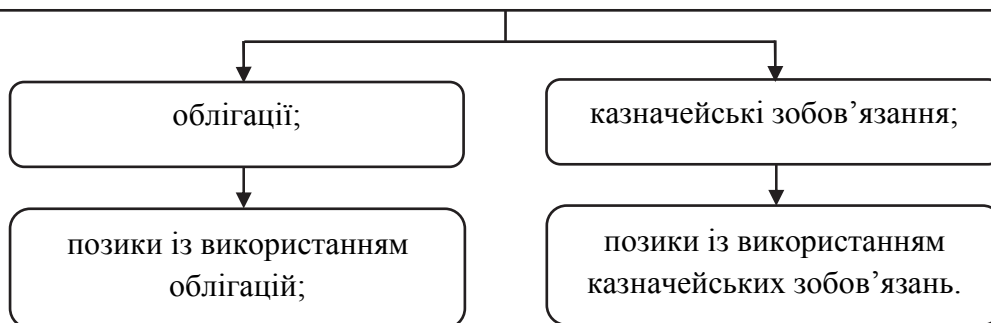 облігації;
казначейські зобов’язання;
позики із використанням
облігацій;
позики із використанням
казначейських зобов’язань.